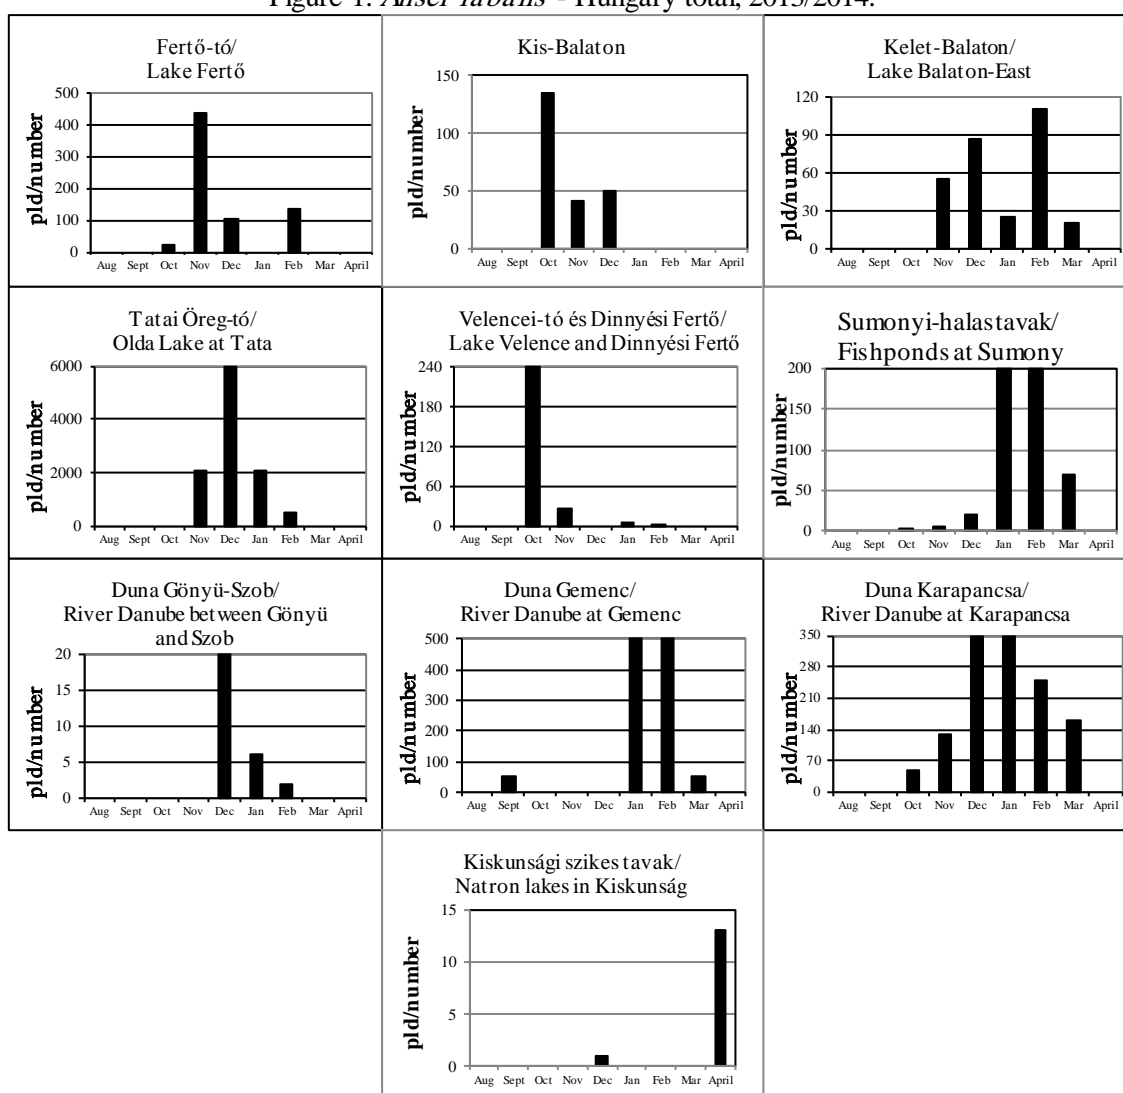 Figure 1. Anser fabalis - Hungary total, 2013/2014.
Fertő-tó/
Lake Fertő
pld/number
500
400
300
200
100
0
Aug Sept Oct Nov Dec Jan Feb Mar April
Kis-Balaton
pld/number
150
100
50
0
Aug Sept Oct Nov Dec Jan Feb Mar April
Kelet-Balaton/
Lake Balaton-East
pld/number
120
90
60
30
0
Aug Sept Oct Nov Dec Jan Feb Mar April
Tatai Öreg-tó/
Olda Lake at Tata
pld/number
6000
4000
2000
0
Aug Sept Oct Nov Dec Jan Feb Mar April
Velencei-tó és Dinnyési Fertő/
Lake Velence and Dinnyési Fertő
pld/number
240
180
120
60
0
Aug Sept Oct Nov Dec Jan Feb Mar April
Sumonyi-halastavak/
Fishponds at Sumony
pld/number
200
150
100
50
0
Aug Sept Oct Nov Dec Jan Feb Mar April
Duna Gönyü-Szob/
River Danube between Gönyü
and Szob
pld/number
20
15
10
5
0
Aug Sept Oct Nov Dec Jan Feb Mar April
Duna Gemenc/
River Danube at Gemenc
pld/number
500
400
300
200
100
0
Aug Sept Oct Nov Dec Jan Feb Mar April
Duna Karapancsa/
River Danube at Karapancsa
pld/number
350
280
210
140
70
0
Aug Sept Oct Nov Dec Jan Feb Mar April
Kiskunsági szikes tavak/
Natron lakes in Kiskunság
pld/number
15
10
5
0
Aug Sept Oct Nov Dec Jan Feb Mar April